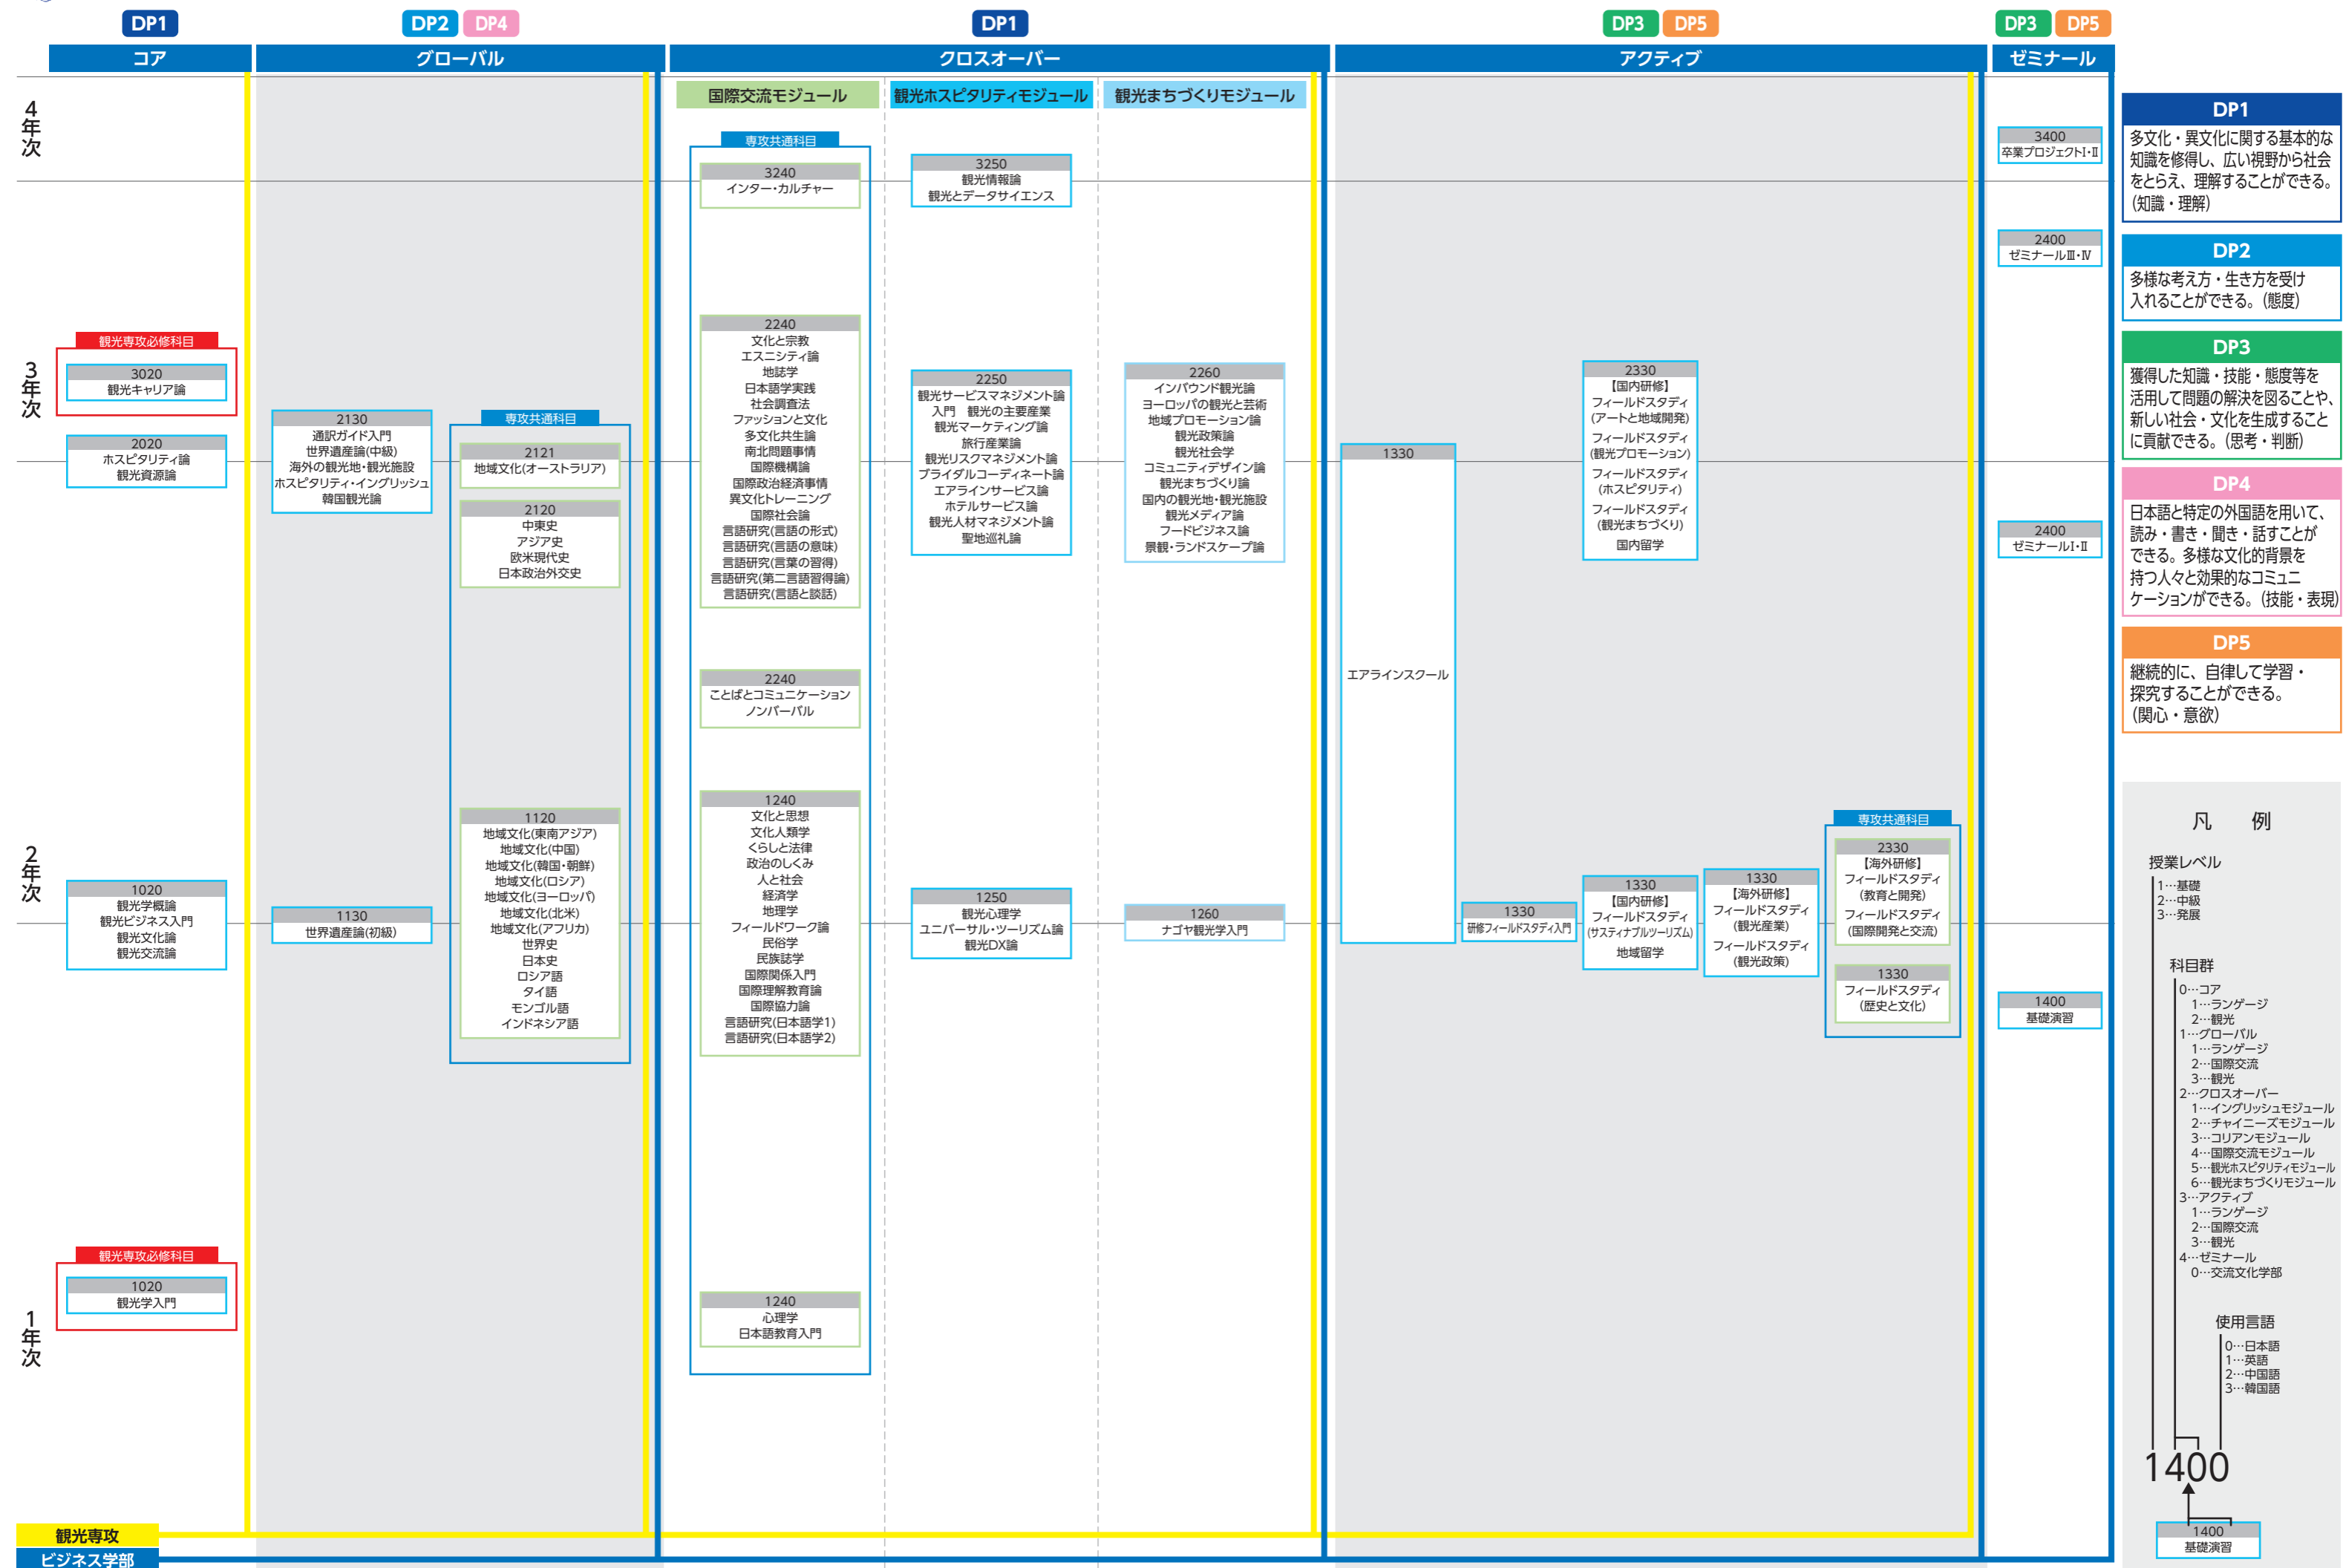 DP1
DP2 DP4
DP1
DP3 DP5
DP3 DP5
コア
グローバル
クロスオーバー
アクティブ
ゼミナール
国際交流モジュール
観光ホスピタリティモジュール
観光まちづくりモジュール
4年次
3年次
2年次
1年次
観光専攻必修科目
3020
観光キャリア論
2020
ホスピタリティ論
観光資源論
1020
観光学概論
観光ビジネス入門
観光文化論
観光交流論
観光専攻必修科目
1020
観光学入門
2130
通訳ガイド入門
世界遺産論(中級)
海外の観光地・観光施設
ホスピタリティ・イングリッシュ
韓国観光論
1130
世界遺産論(初級)
専攻共通科目
2121
地域文化(オーストラリア)
2120
中東史
アジア史
欧米現代史
日本政治外交史
1120
地域文化(東南アジア)
地域文化(中国)
地域文化(韓国・朝鮮)
地域文化(ロシア)
地域文化(ヨーロッパ)
地域文化(北米)
地域文化(アフリカ)
世界史
日本史
ロシア語
タイ語
モンゴル語
インドネシア語
専攻共通科目
3240
インター・カルチャー
2240
文化と宗教
エスニシティ論
地誌学
日本語学実践
社会調査法
ファッションと文化
多文化共生論
南北問題事情
国際機構論
国際政治経済事情
異文化トレーニング
国際社会論
言語研究(言語の形式)
言語研究(言語の意味)
言語研究(言葉の習得)
言語研究(第二言語習得論)
言語研究(言語と談話)
2240
ことばとコミュニケーション
ノンバーバル
1240
文化と思想
文化人類学
くらしと法律
政治のしくみ
人と社会
経済学
地理学
フィールドワーク論
民俗学
民族誌学
国際関係入門
国際理解教育論
国際協力論
言語研究(日本語学1)
言語研究(日本語学2)
1240
心理学
日本語教育入門
3250
観光情報論
観光とデータサイエンス
2250
観光サービスマネジメント論
入門 観光の主要産業
観光マーケティング論
旅行産業論
観光リスクマネジメント論
ブライダルコーディネート論
エアラインサービス論
ホテルサービス論
観光人材マネジメント論
聖地巡礼論
1250
観光心理学
ユニバーサル・ツーリズム論
観光DX論
2260
インバウンド観光論
ヨーロッパの観光と芸術
地域プロモーション論
観光政策論
観光社会学
コミュニティデザイン論
観光まちづくり論
国内の観光地・観光施設
観光メディア論
フードビジネス論
景観・ランドスケープ論
1260
ナゴヤ観光学入門
1330
エアラインスクール
1330
研修フィールドスタディ入門
2330
【国内研修】
フィールドスタディ
(アートと地域開発)
フィールドスタディ
(観光プロモーション)
フィールドスタディ
(ホスピタリティ)
フィールドスタディ
(観光まちづくり)
国内留学
1330
【国内研修】
フィールドスタディ
(サスティナブルツーリズム)
地域留学
1330
【海外研修】
フィールドスタディ
(観光産業)
フィールドスタディ
(観光政策)
専攻共通科目
2330
【海外研修】
フィールドスタディ
(教育と開発)
フィールドスタディ
(国際開発と交流)
1330
フィールドスタディ
(歴史と文化)
3400
卒業プロジェクトⅠ・Ⅱ
2400
ゼミナールⅢ・Ⅳ
2400
ゼミナールⅠ・Ⅱ
1400
基礎演習
DP1
多文化・異文化に関する基本的な
知識を修得し、広い視野から社会
をとらえ、理解することができる。
(知識・理解)
DP2
多様な考え方・生き方を受け
入れることができる。(態度)
DP3
獲得した知識・技能・態度等を
活用して問題の解決を図ることや、
新しい社会・文化を生成すること
に貢献できる。(思考・判断)
DP4
日本語と特定の外国語を用いて、
読み・書き・聞き・話すことが
できる。多様な文化的背景を
持つ人々と効果的なコミュニ
ケーションができる。(技能・表現)
DP5
継続的に、自律して学習・
探究することができる。
(関心・意欲)
凡 例
授業レベル
1…基礎
2…中級
3…発展
科目群
0…コア
1…ランゲージ
2…観光
1…グローバル
1…ランゲージ
2…国際交流
3…観光
2…クロスオーバー
1…イングリッシュモジュール
2…チャイニーズモジュール
3…コリアンモジュール
4…国際交流モジュール
5…観光ホスピタリティモジュール
6…観光まちづくりモジュール
3…アクティブ
1…ランゲージ
2…国際交流
3…観光
4…ゼミナール
0…交流文化学部
使用言語
0…日本語
1…英語
2…中国語
3…韓国語
1400
1400
基礎演習
観光専攻
ビジネス学部